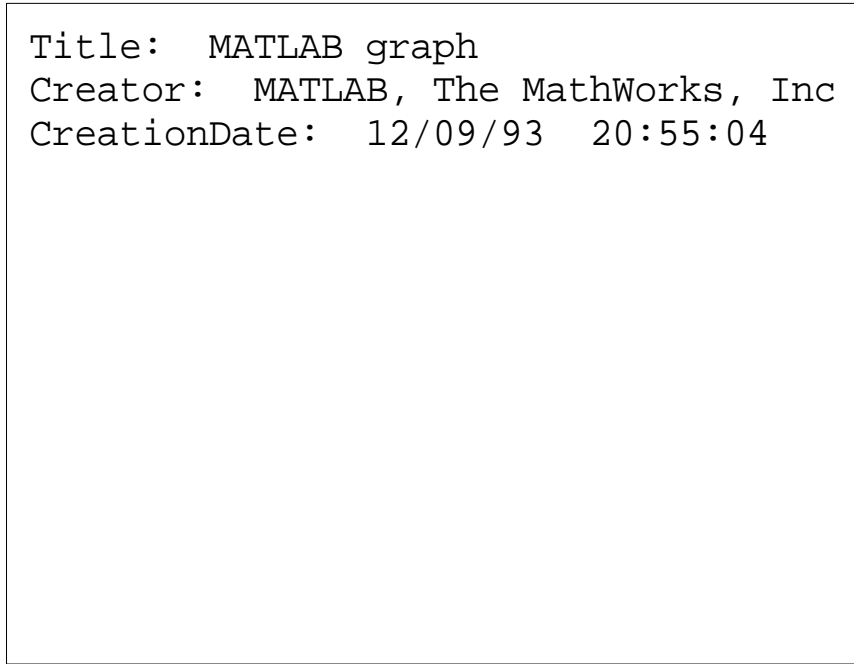 Title:  MATLAB graph
Creator:  MATLAB, The MathWorks, Inc
CreationDate:  12/09/93  20:55:04